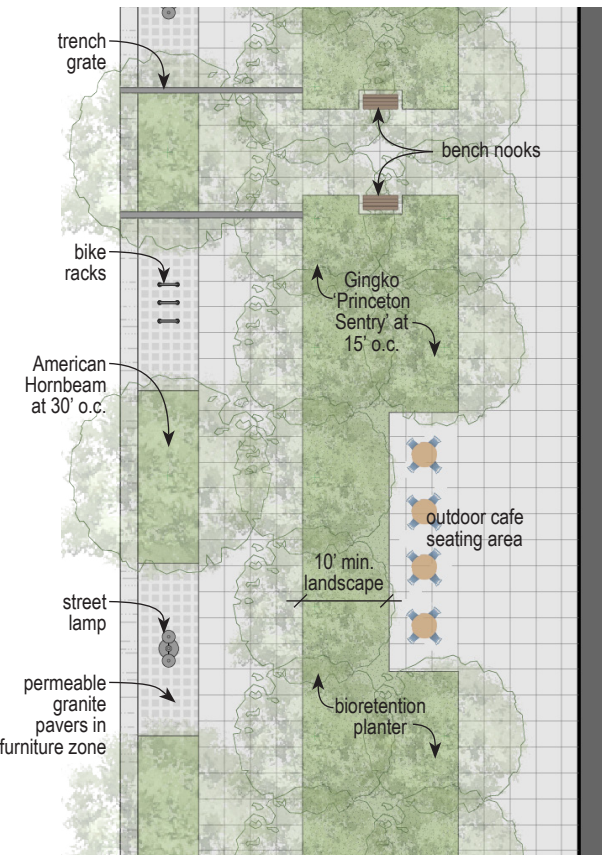 trench
grate
bench nooks
bike
racks
Gingko
‘Princeton
Sentry’ at
15’ o.c.
American
Hornbeam
at 30’ o.c.
outdoor cafe
seating area
10’ min.
landscape
street
lamp
permeable
granite
pavers in
furniture zone
bioretention
planter